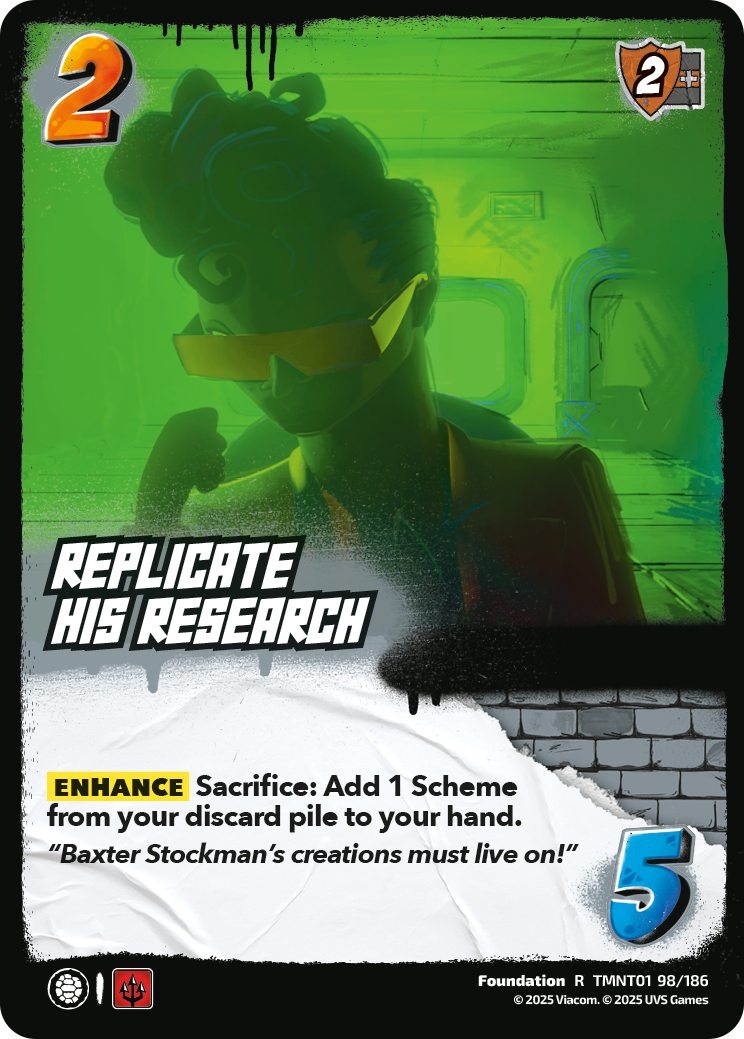 2
2
REPLICATE
HIS RESEARCH
ENHANCE Sacrifice: Add 1 Scheme
from your discard pile to your hand.
“Baxter Stockman’s creations must live on!”
5
Foundation R TMNT01 98/186
© 2025 Viacom. © 2025 UVS Games